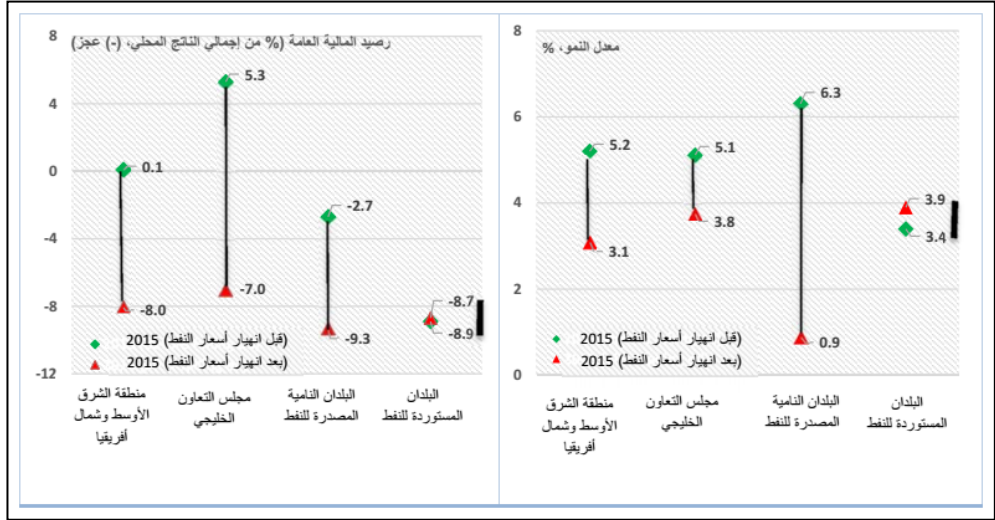 رصيد المالية العامة (% من إجمالي الناتج المحلي، (-) عجز)
8
4
0
-4
-8
-12
0.1
-8.0
5.3
-7.0
-2.7
-9.3
-8.7
-8.9
2015 (قبل انهيار أسعار النفط)
2015 (بعد انهيار أسعار النفط)
منطقة الشرق
الأوسط وشمال
أفريقيا
مجلس التعاون
الخليجي
البلدان النامية
المصدرة للنفط
البلدان
المستوردة للنفط
معدل النمو، %
8
6
4
2
0
5.2
3.1
5.1
3.8
6.3
0.9
3.9
3.4
2015 (قبل انهيار أسعار النفط)
2015 (بعد انهيار أسعار النفط)
منطقة الشرق
الأوسط وشمال
أفريقيا
مجلس التعاون
الخليجي
البلدان النامية
المصدرة للنفط
البلدان
المستوردة للنفط